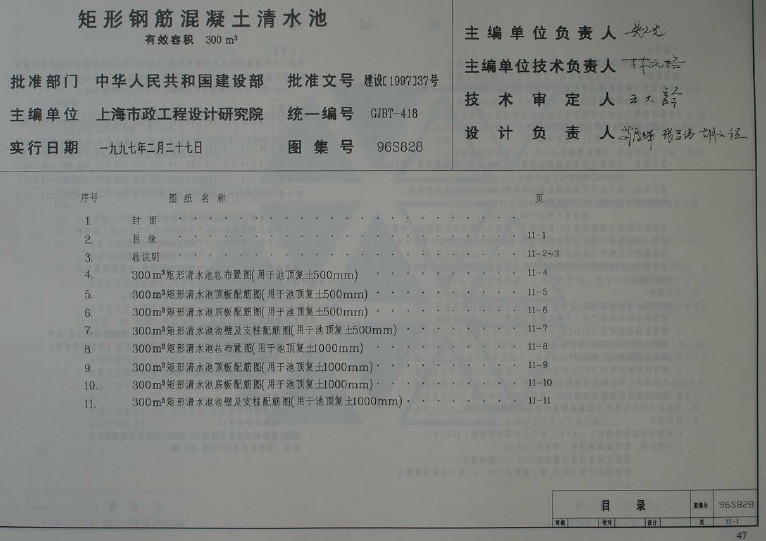 矩形钢筋混凝土清水池
有效容积 300 m³
批准部门 中华人民共和国建设部 批准文号 建设[1997]37号
主编单位 上海市政工程设计研究院 统一编号 GJBT-418
实行日期 一九九七年二月二十七日 图集号 96S828
主编单位负责人
主编单位技术负责人
技术审定人
设计负责人
序号 图纸名称 页
1. 封面
2. 目录 11-1
3. 总说明 11-2~3
4. 300m³矩形清水池总布置图(用于池顶复土500mm) 11-4
5. 300m³矩形清水池顶板配筋图(用于池顶复土500mm) 11-5
6. 300m³矩形清水池底板配筋图(用于池顶复土500mm) 11-6
7. 300m³矩形清水池池壁及支柱配筋图(用于池顶复土500mm) 11-7
8. 300m³矩形清水池总布置图(用于池顶复土1000mm) 11-8
9. 300m³矩形清水池顶板配筋图(用于池顶复土1000mm) 11-9
10. 300m³矩形清水池底板配筋图(用于池顶复土1000mm) 11-10
11. 300m³矩形清水池池壁及支柱配筋图(用于池顶复土1000mm) 11-11
目录 图集号 96S828
审核 校对 设计 页 11-1
47